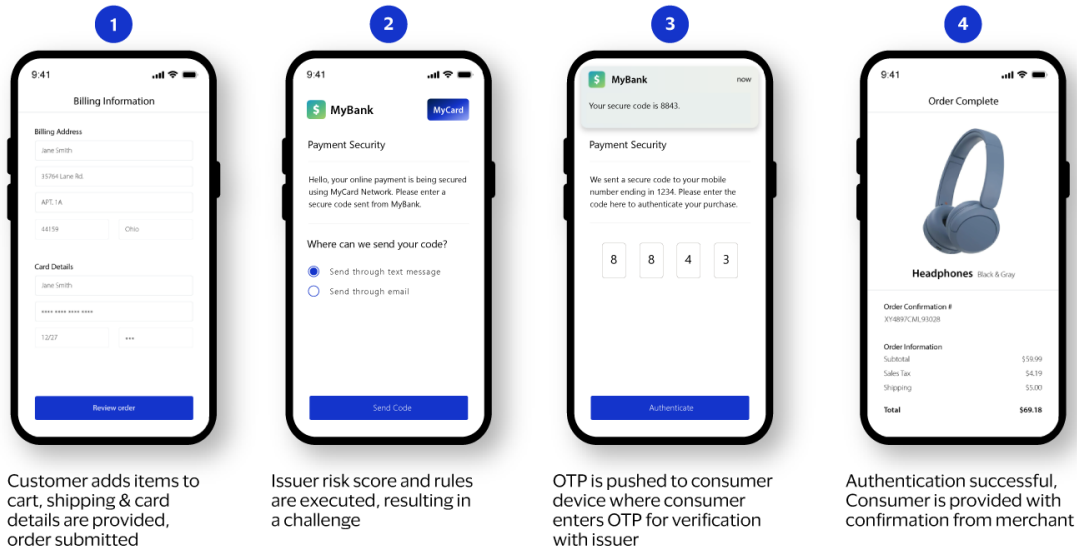 1
9:41
Billing Information
Billing Address
Jane Smith
35764 Lane Rd.
APT. 1A
44159 Ohio
Card Details
Jane Smith
**** **** **** ****
12/27 ***
Review order
Customer adds items to
cart, shipping & card
details are provided,
order submitted
2
9:41
MyBank MyCard
Payment Security
Hello, your online payment is being secured
using MyCard Network. Please enter a
secure code sent from MyBank.
Where can we send your code?
Send through text message
Send through email
Send Code
Issuer risk score and rules
are executed, resulting in
a challenge
3
$ MyBank now
Your secure code is 8843.
Payment Security
We sent a secure code to your mobile
number ending in 1234. Please enter the
code here to authenticate your purchase.
8 8 4 3
Authenticate
OTP is pushed to consumer
device where consumer
enters OTP for verification
with issuer
4
9:41
Order Complete
Headphones Black & Gray
Order Confirmation #
XY4897CML93028
Order Information
Subtotal $59.99
Sales Tax $4.19
Shipping $5.00
Total $69.18
Authentication successful,
Consumer is provided with
confirmation from merchant